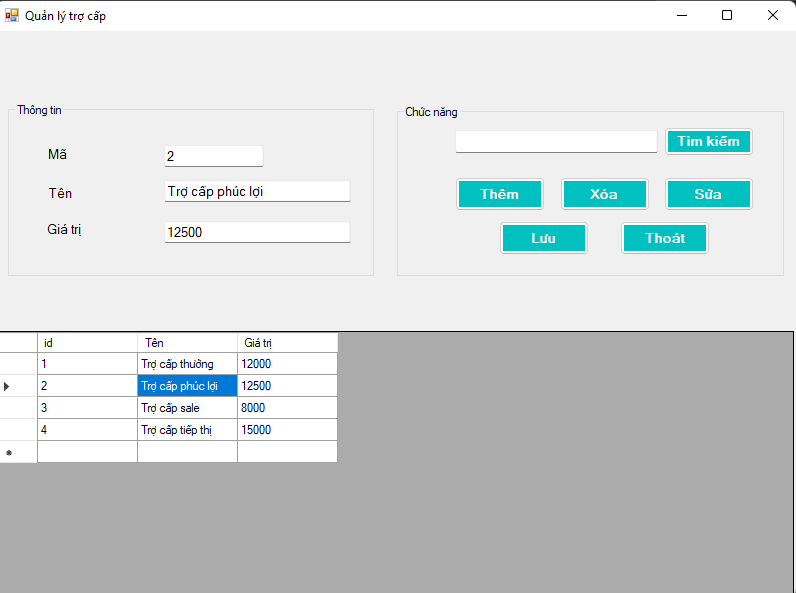 Quản lý trợ cấp
Thông tin
Mã 2
Tên Trợ cấp phúc lợi
Giá trị 12500
Chức năng
Tìm kiếm
Thêm Xóa Sửa
Lưu Thoát
id Tên Giá trị
1 Trợ cấp thưởng 12000
2 Trợ cấp phúc lợi 12500
3 Trợ cấp sale 8000
4 Trợ cấp tiếp thị 15000